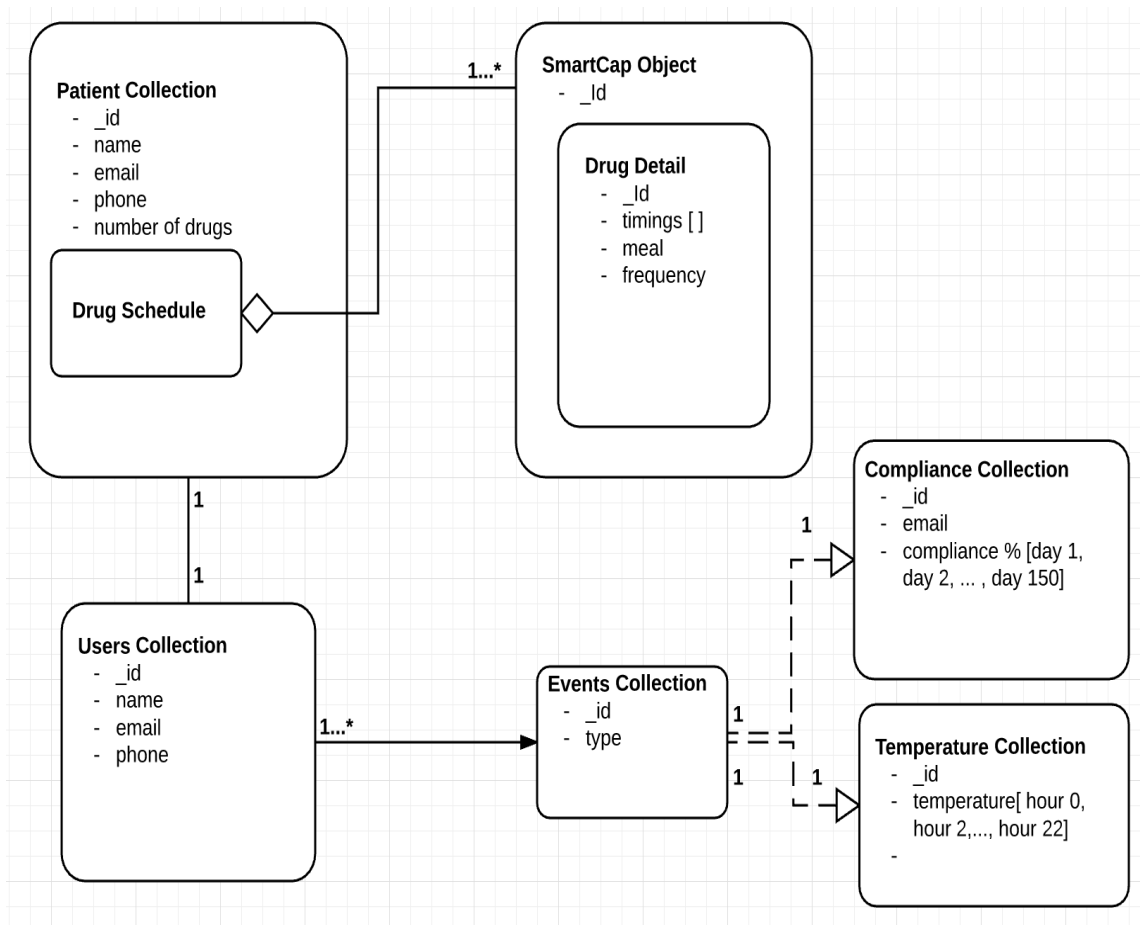 Patient Collection
- _id
- name
- email
- phone
- number of drugs
Drug Schedule
1...*
SmartCap Object
- _Id
Drug Detail
- _Id
- timings [ ]
- meal
- frequency
1
1
Users Collection
- _id
- name
- email
- phone
1...*
Events Collection
- _id
- type
1
1
1
1
Compliance Collection
- _id
- email
- compliance % [day 1,
day 2, ... , day 150]
Temperature Collection
- _id
- temperature[ hour 0,
hour 2,..., hour 22]
-